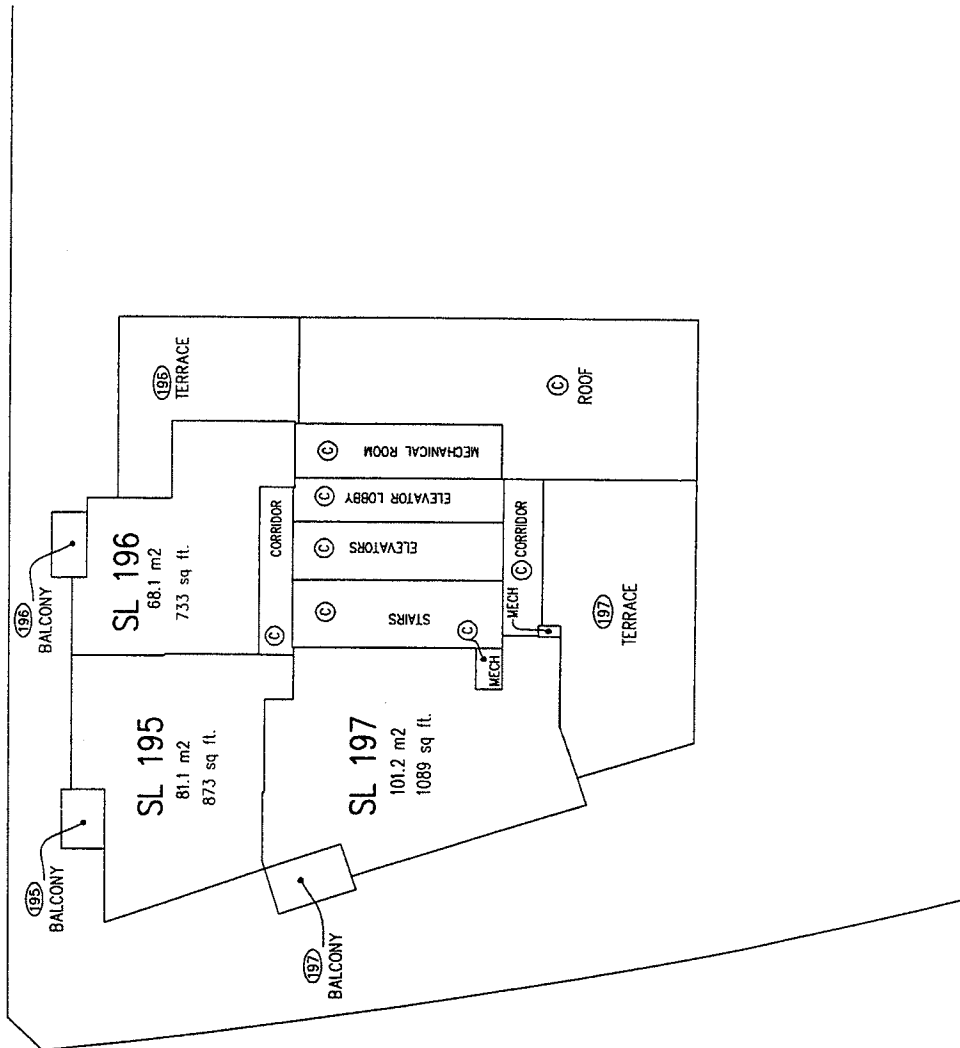 196
TERRACE
C
ROOF
C
MECHANICAL ROOM
C
ELEVATOR LOBBY
C
ELEVATORS
C
STAIRS
CORRIDOR
C
C
CORRIDOR
MECH
C
MECH
197
TERRACE
SL 196
68.1 m2
733 sq ft.
196
BALCONY
SL 195
81.1 m2
873 sq ft.
195
BALCONY
SL 197
101.2 m2
1089 sq ft.
197
BALCONY